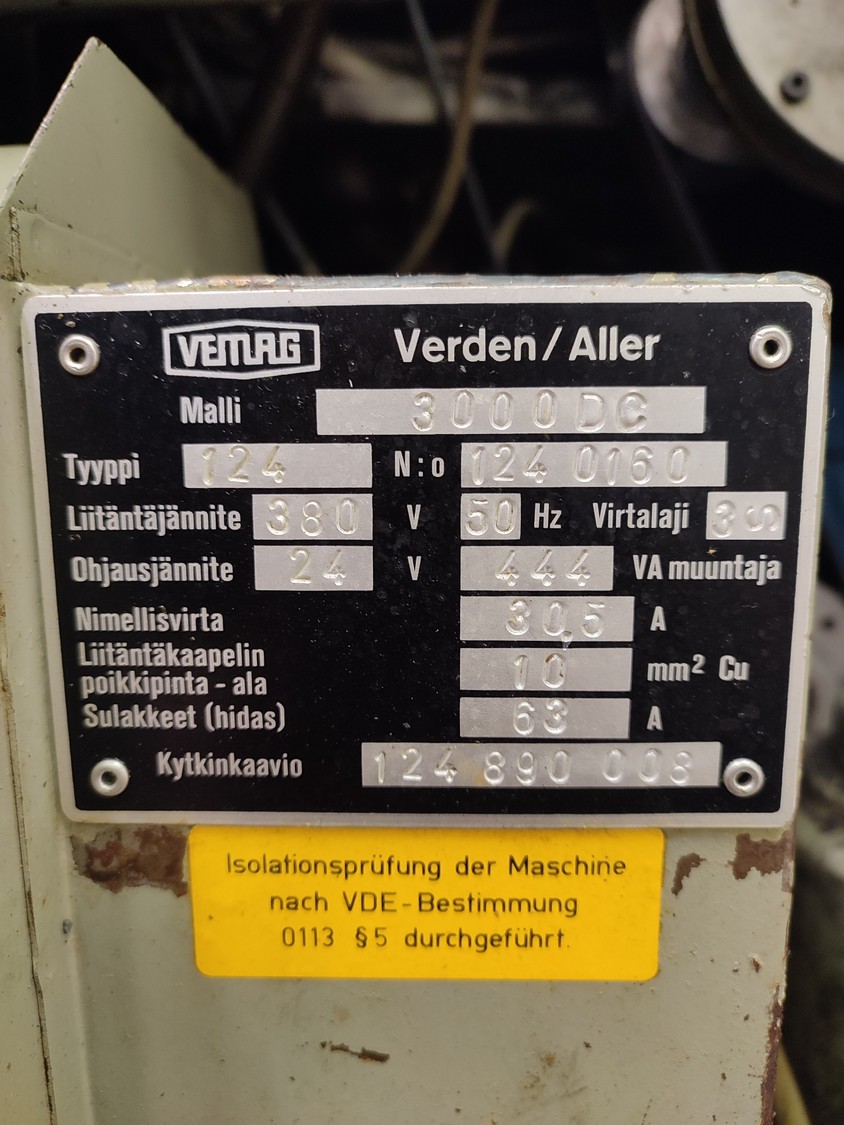 VEMAG Verden/Aller
Malli 3000DC
Tyyppi 124 N:o 124 0160
Liitäntäjännite 380 V 50 Hz Virtalaji 3~
Ohjausjännite 24 V 444 VA muuntaja
Nimellisvirta 30,5 A
Liitäntäkaapelin
poikkipinta-ala 10 mm² Cu
Sulakkeet (hidas) 63 A
Kytkinkaavio 124 890 008
Isolationsprüfung der Maschine
nach VDE-Bestimmung
0113 §5 durchgeführt.